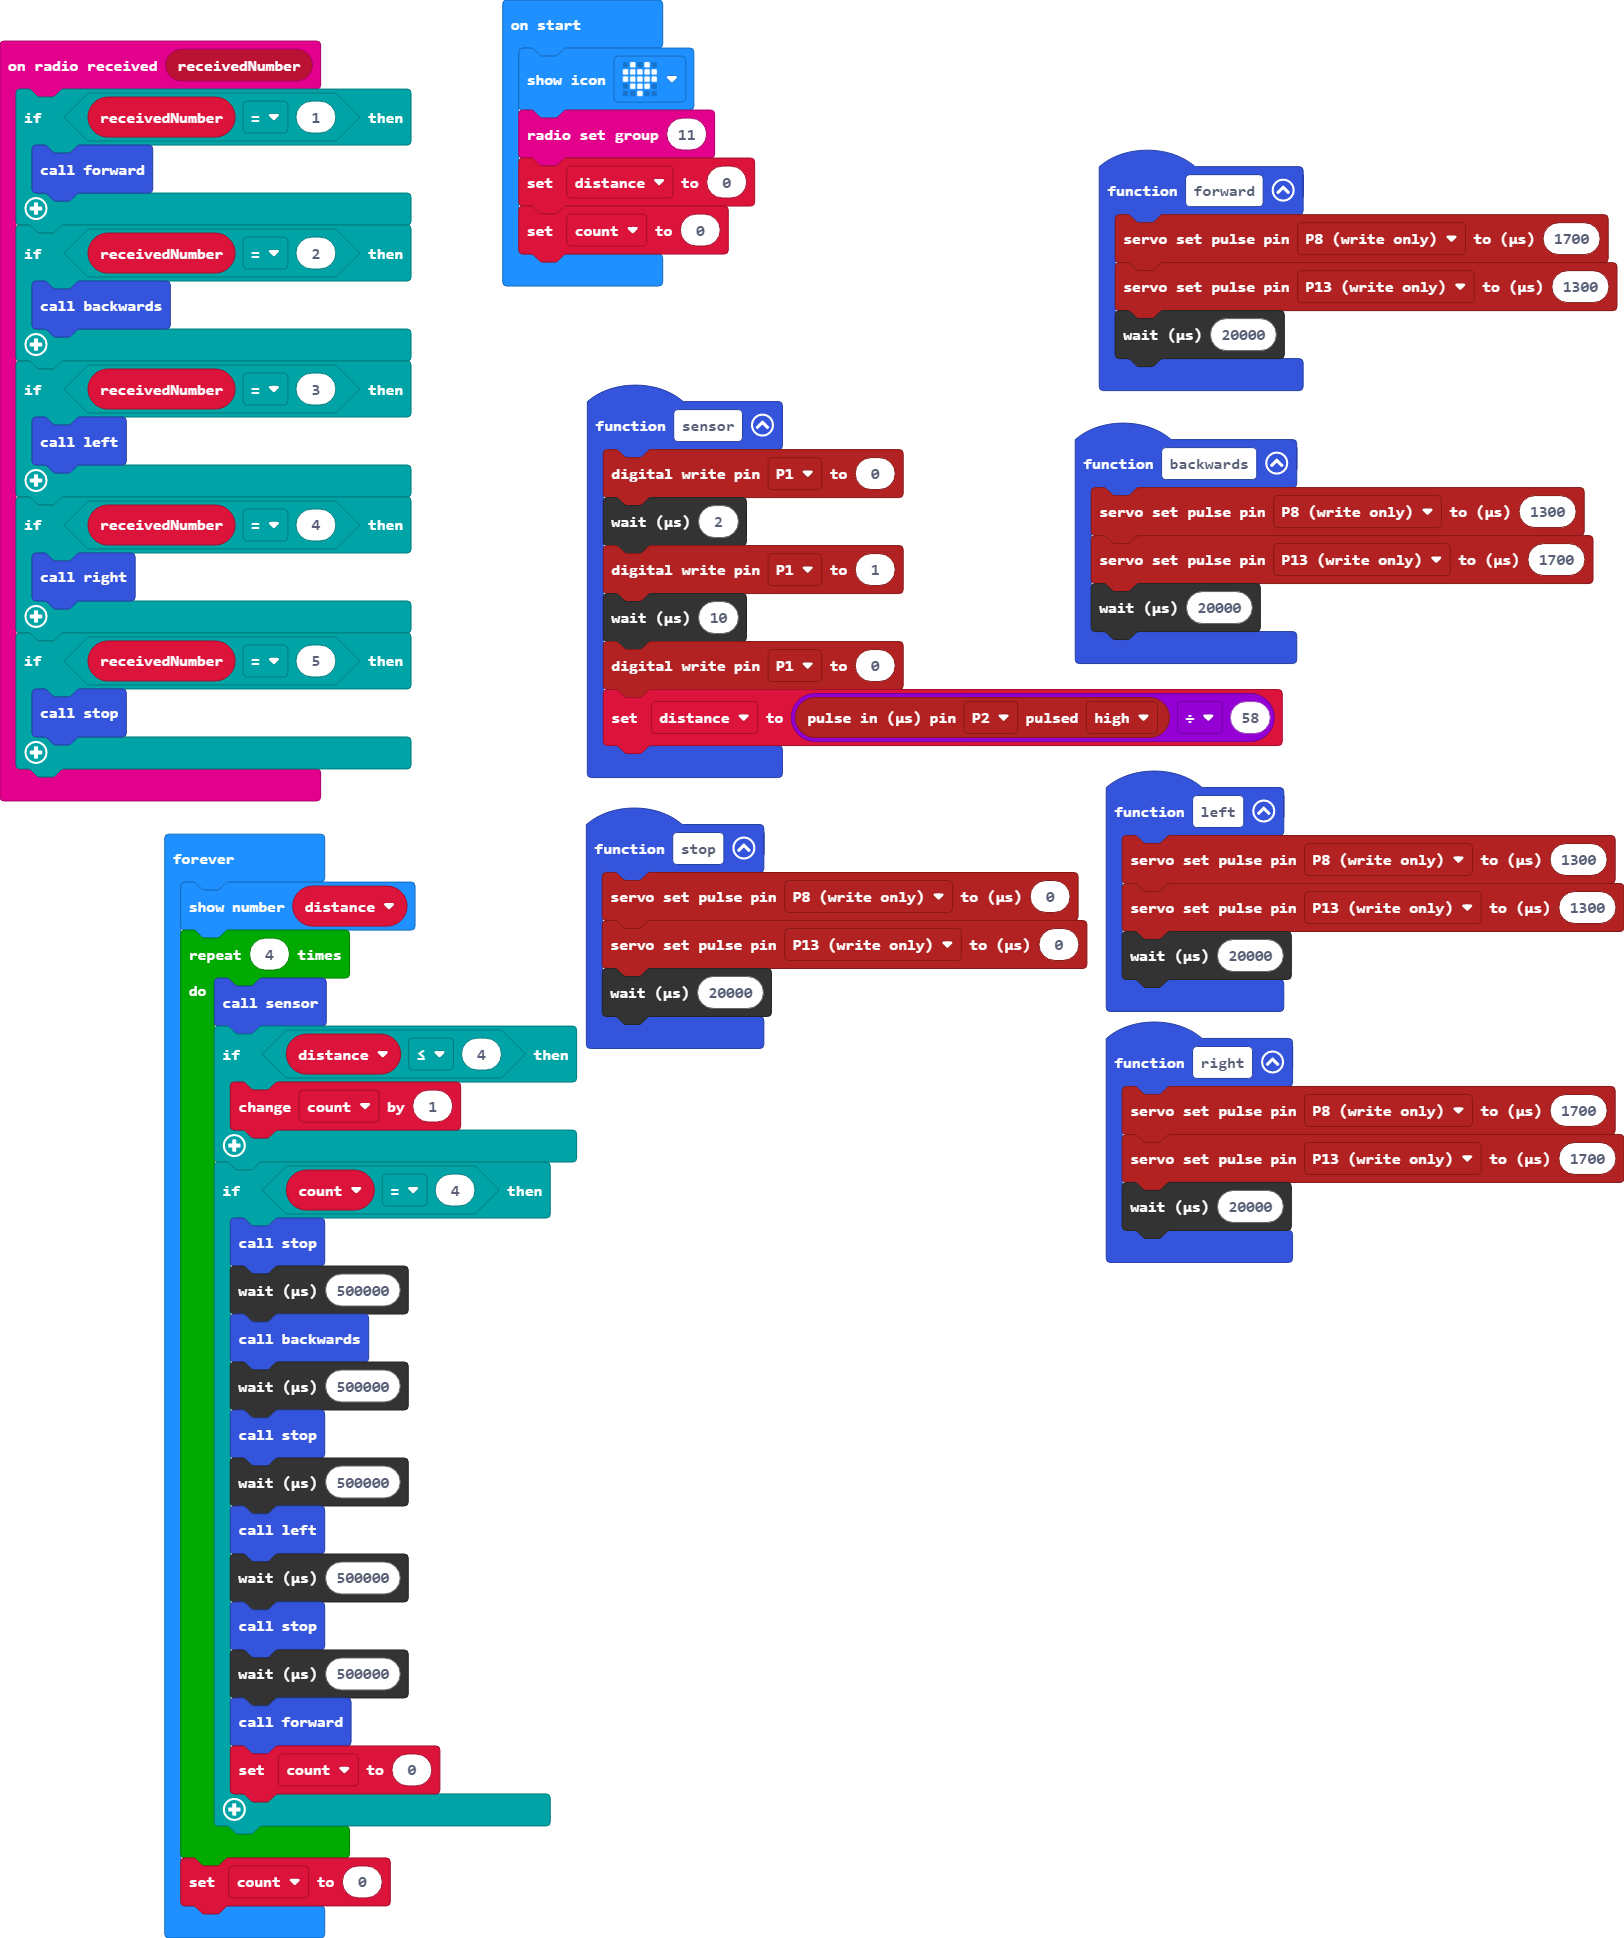 on start
show icon
radio set group 11
set distance to 0
set count to 0
on radio received receivedNumber
if receivedNumber = 1 then
call forward
if receivedNumber = 2 then
call backwards
if receivedNumber = 3 then
call left
if receivedNumber = 4 then
call right
if receivedNumber = 5 then
call stop
function forward
servo set pulse pin P8 (write only) to (µs) 1700
servo set pulse pin P13 (write only) to (µs) 1300
wait (µs) 20000
function sensor
digital write pin P1 to 0
wait (µs) 2
digital write pin P1 to 1
wait (µs) 10
digital write pin P1 to 0
set distance to pulse in (µs) pin P2 pulsed high ÷ 58
function backwards
servo set pulse pin P8 (write only) to (µs) 1300
servo set pulse pin P13 (write only) to (µs) 1700
wait (µs) 20000
function left
servo set pulse pin P8 (write only) to (µs) 1300
servo set pulse pin P13 (write only) to (µs) 1300
wait (µs) 20000
function stop
servo set pulse pin P8 (write only) to (µs) 0
servo set pulse pin P13 (write only) to (µs) 0
wait (µs) 20000
function right
servo set pulse pin P8 (write only) to (µs) 1700
servo set pulse pin P13 (write only) to (µs) 1700
wait (µs) 20000
forever
show number distance
repeat 4 times
do call sensor
if distance ≤ 4 then
change count by 1
if count = 4 then
call stop
wait (µs) 500000
call backwards
wait (µs) 500000
call stop
wait (µs) 500000
call left
wait (µs) 500000
call stop
wait (µs) 500000
call forward
set count to 0
set count to 0